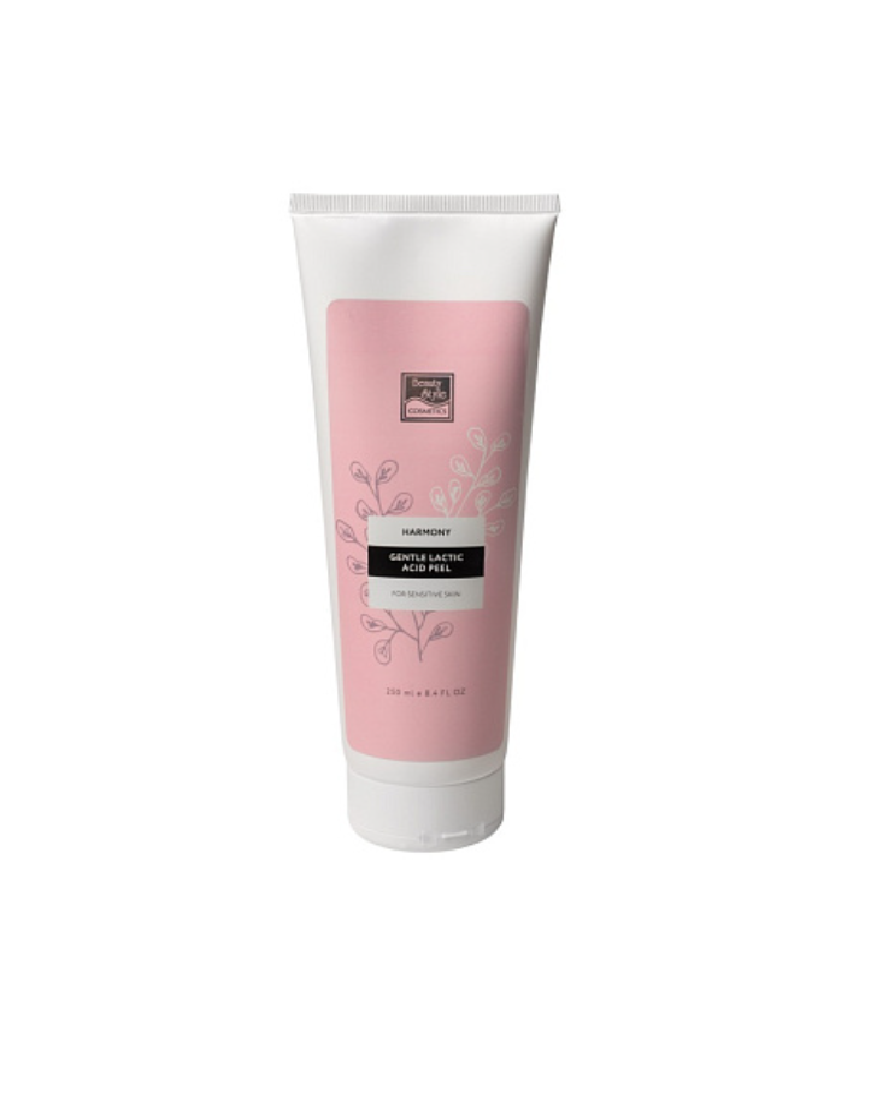 Beauty
Style
COSMETICS
HARMONY
GENTLE LACTIC
ACID PEEL
FOR SENSITIVE SKIN
250 ml e 8.4 FL OZ